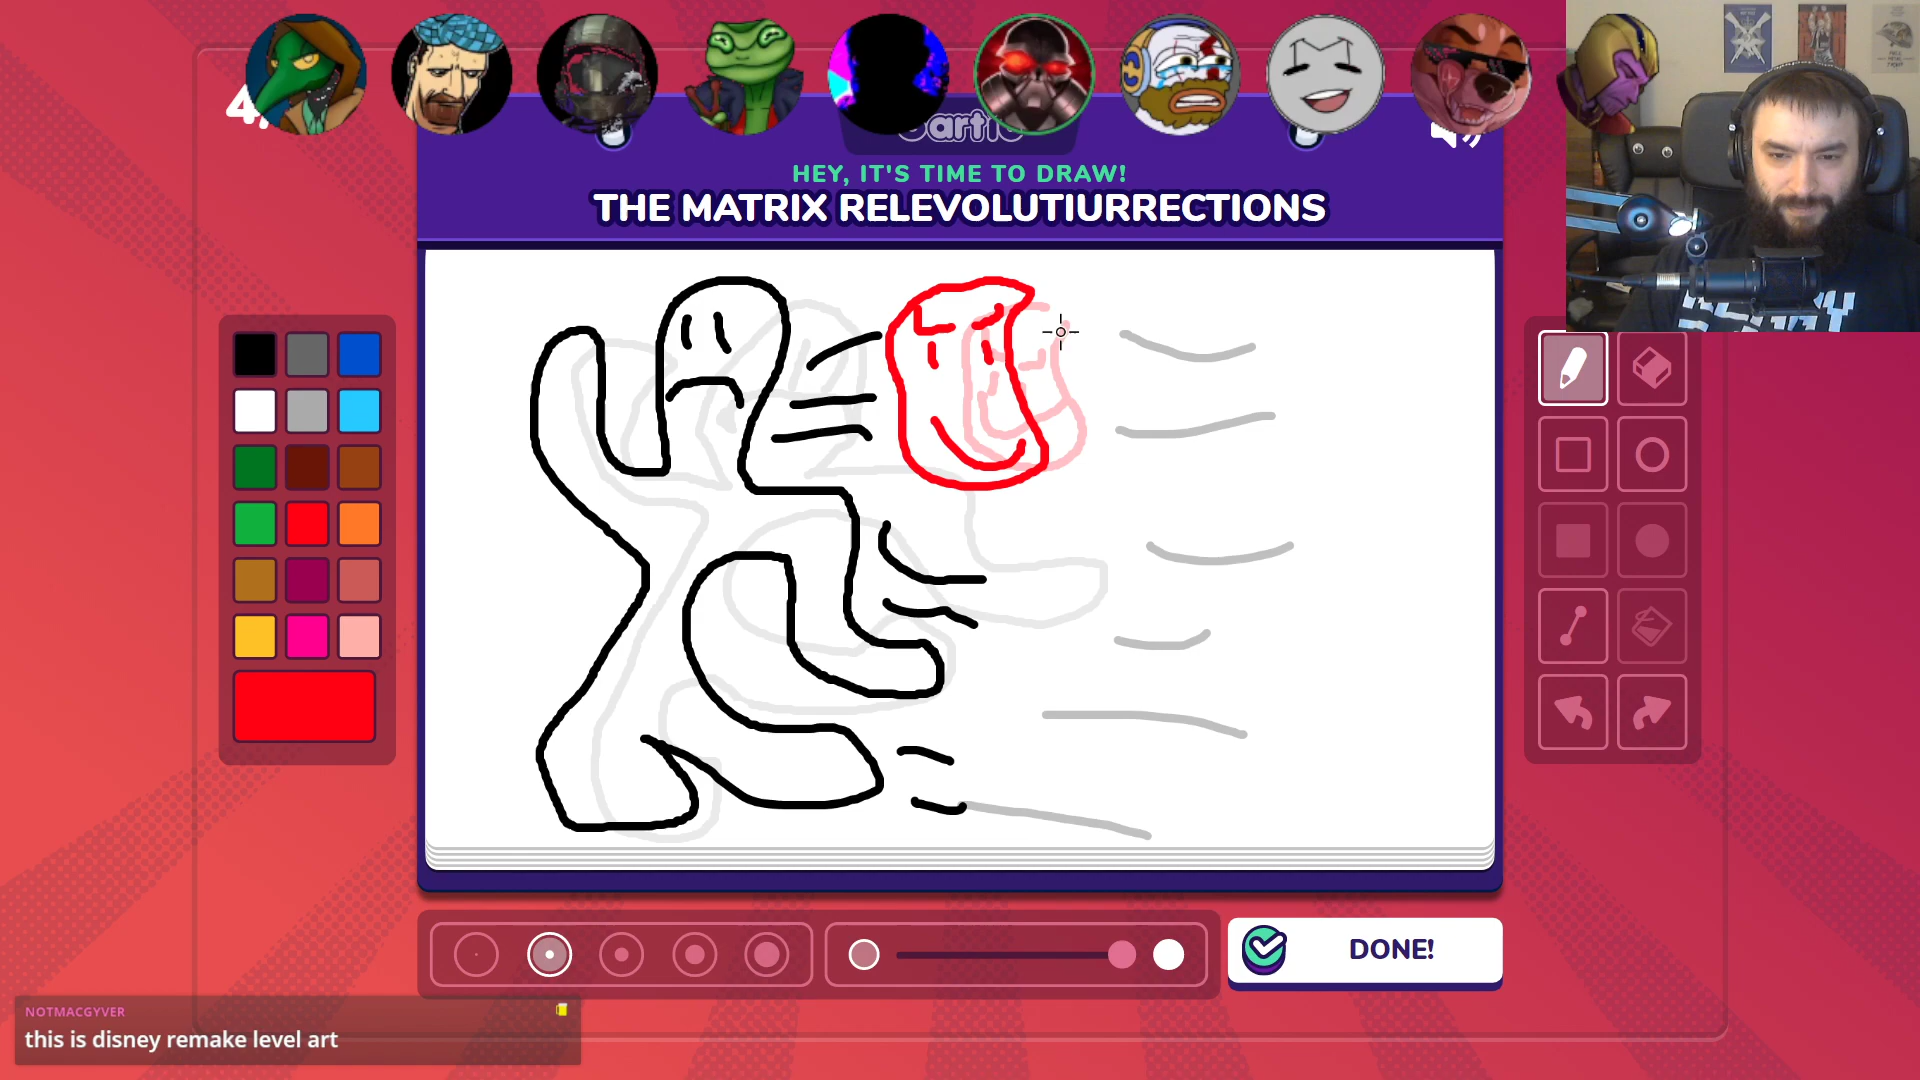 HEY, IT'S TIME TO DRAW!
THE MATRIX RELEVOLUTIURRECTIONS
DONE!
NOTMACGYVER
this is disney remake level art